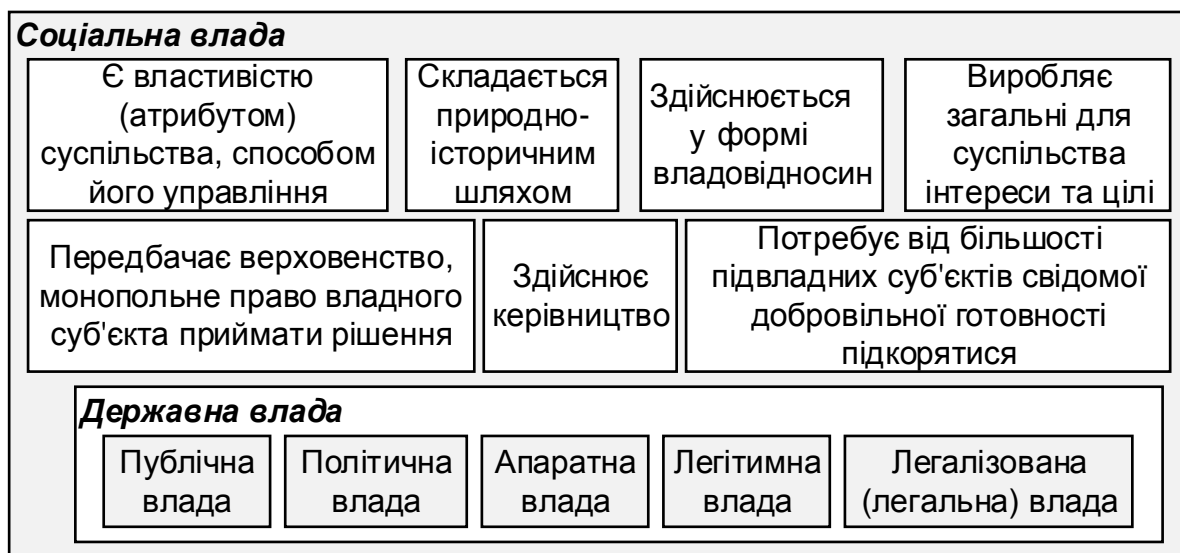 Соціальна влада
Є властивістю
(атрибутом)
суспільства, способом
його управління
Складається
природно-
історичним
шляхом
Здійснюється
у формі
владовідносин
Виробляє
загальні для
суспільства
інтереси та цілі
Передбачає верховенство,
монопольне право владного
суб'єкта приймати рішення
Здійснює
керівництво
Потребує від більшості
підвладних суб'єктів свідомої
добровільної готовності
підкорятися
Державна влада
Публічна
влада
Політична
влада
Апаратна
влада
Легітимна
влада
Легалізована
(легальна) влада